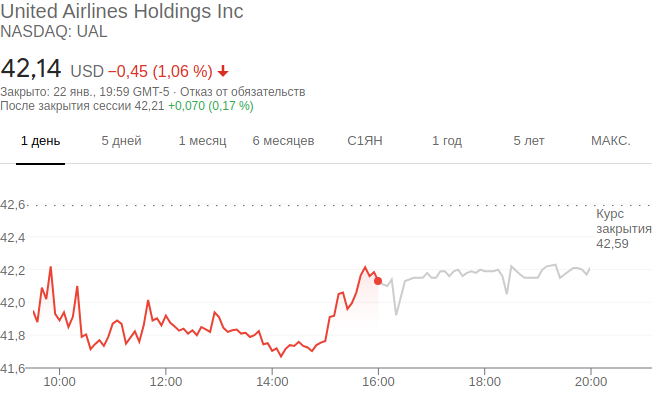 United Airlines Holdings Inc
NASDAQ: UAL
42,14 USD −0,45 (1,06 %)
Закрыто: 22 янв., 19:59 GMT-5 · Отказ от обязательств
После закрытия сессии 42,21 +0,070 (0,17 %)
1 день 5 дней 1 месяц 6 месяцев С1ЯН 1 год 5 лет МАКС.
42,6
Курс
закрытия
42,59
42,4
42,2
42,0
41,8
41,6
10:00 12:00 14:00 16:00 18:00 20:00